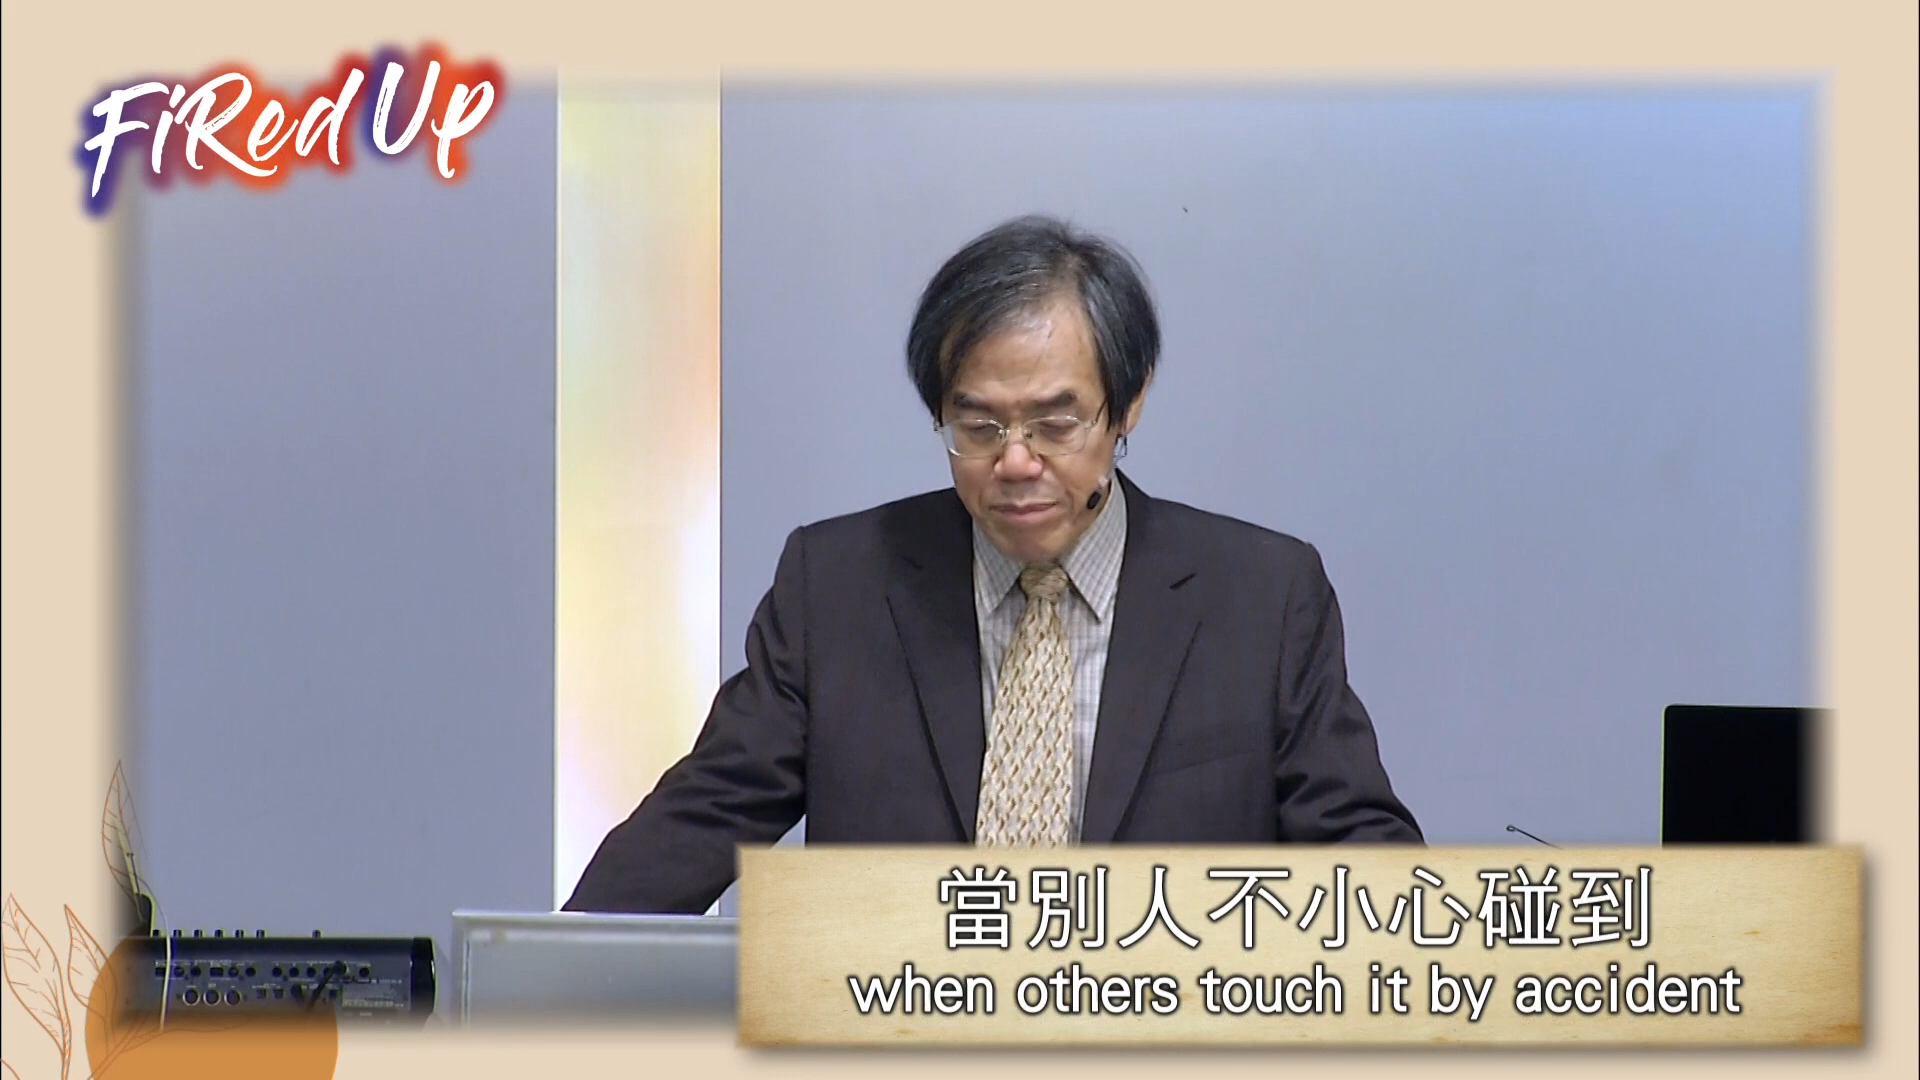 FiRed Up
當別人不小心碰到
when others touch it by accident